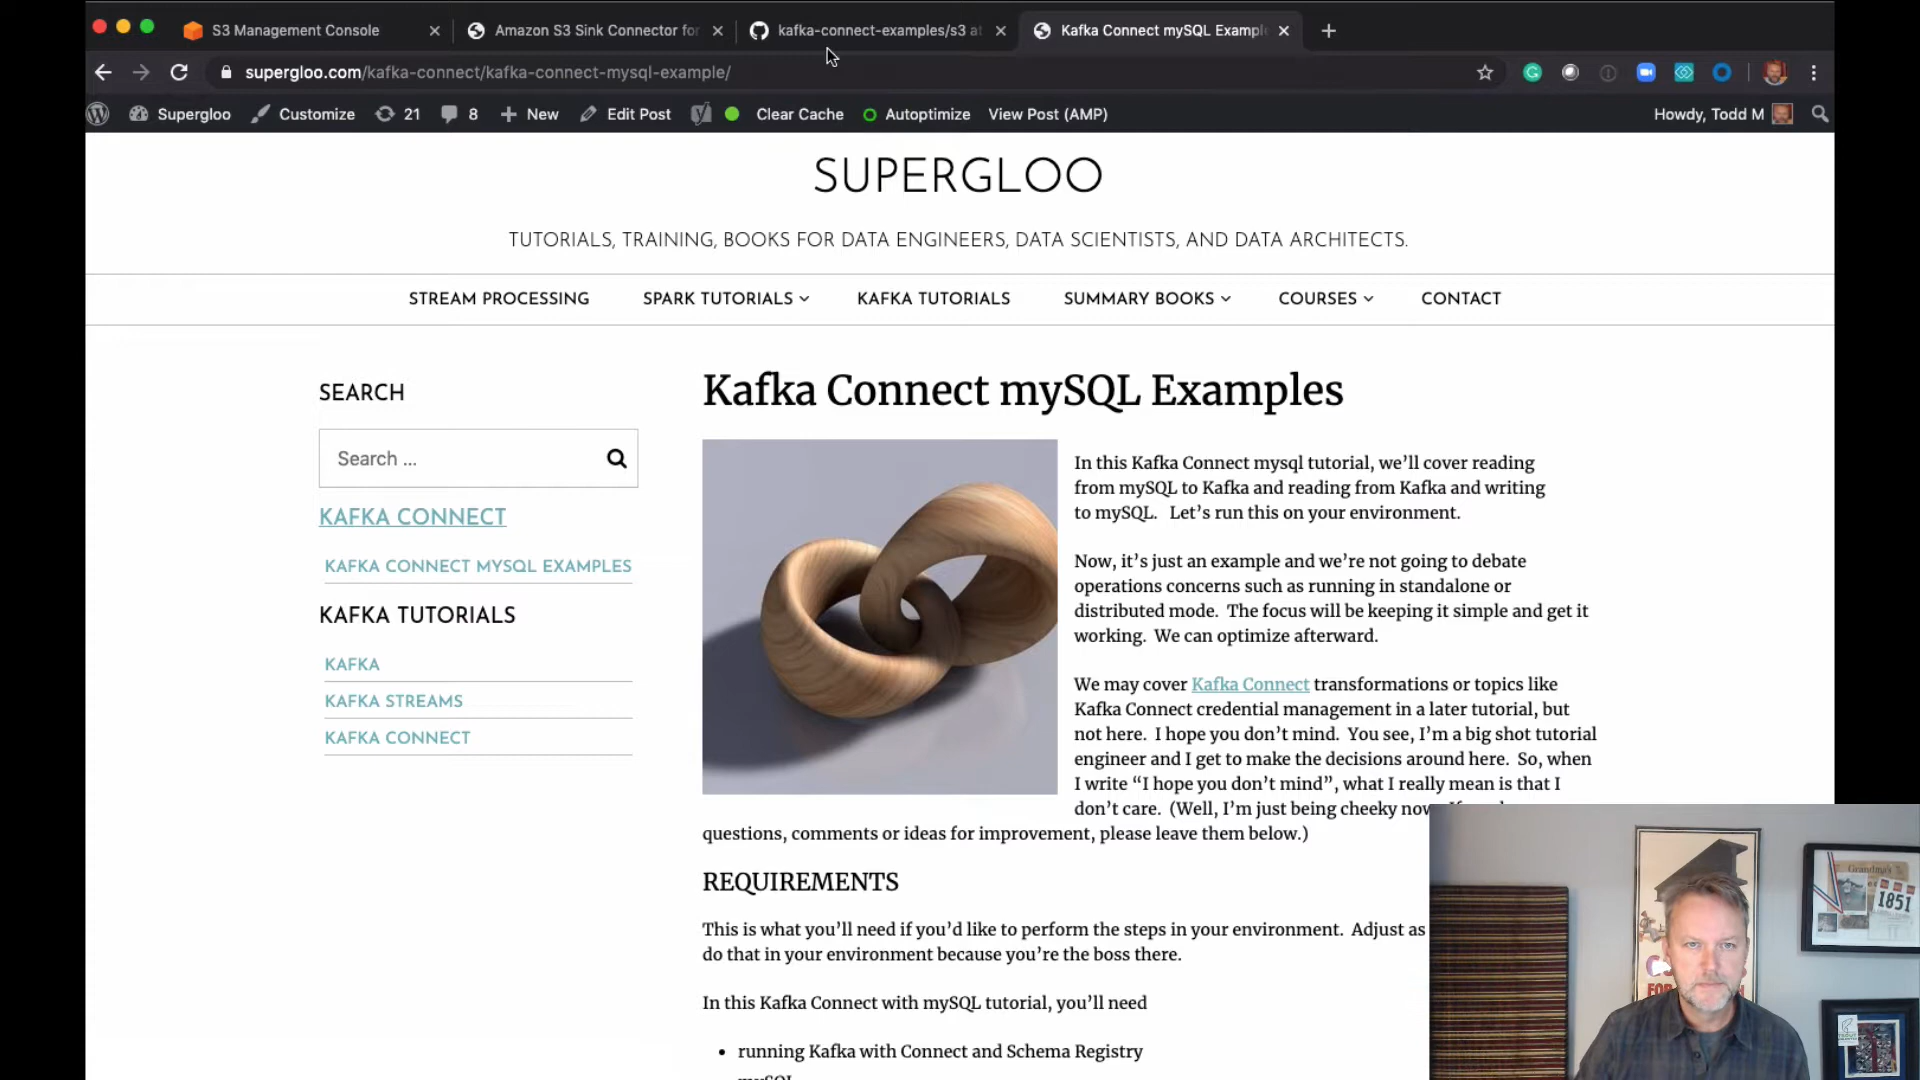 S3 Management Console
Amazon S3 Sink Connector for
kafka-connect-examples/s3 at
Kafka Connect mySQL Example
supergloo.com/kafka-connect/kafka-connect-mysql-example/
Supergloo Customize 21 8 New Edit Post Clear Cache Autoptimize View Post (AMP) Howdy, Todd M
SUPERGLOO
TUTORIALS, TRAINING, BOOKS FOR DATA ENGINEERS, DATA SCIENTISTS, AND DATA ARCHITECTS.
STREAM PROCESSING SPARK TUTORIALS KAFKA TUTORIALS SUMMARY BOOKS COURSES CONTACT
SEARCH
Search ...
KAFKA CONNECT
KAFKA CONNECT MYSQL EXAMPLES
KAFKA TUTORIALS
KAFKA
KAFKA STREAMS
KAFKA CONNECT
Kafka Connect mySQL Examples
In this Kafka Connect mysql tutorial, we’ll cover reading
from mySQL to Kafka and reading from Kafka and writing
to mySQL. Let’s run this on your environment.
Now, it’s just an example and we’re not going to debate
operations concerns such as running in standalone or
distributed mode. The focus will be keeping it simple and get it
working. We can optimize afterward.
We may cover Kafka Connect transformations or topics like
Kafka Connect credential management in a later tutorial, but
not here. I hope you don’t mind. You see, I’m a big shot tutorial
engineer and I get to make the decisions around here. So, when
I write “I hope you don’t mind”, what I really mean is that I
don’t care. (Well, I’m just being cheeky now
questions, comments or ideas for improvement, please leave them below.)
REQUIREMENTS
This is what you’ll need if you’d like to perform the steps in your environment. Adjust as
do that in your environment because you’re the boss there.
In this Kafka Connect with mySQL tutorial, you’ll need
• running Kafka with Connect and Schema Registry
mySQL
Grandma's
1851